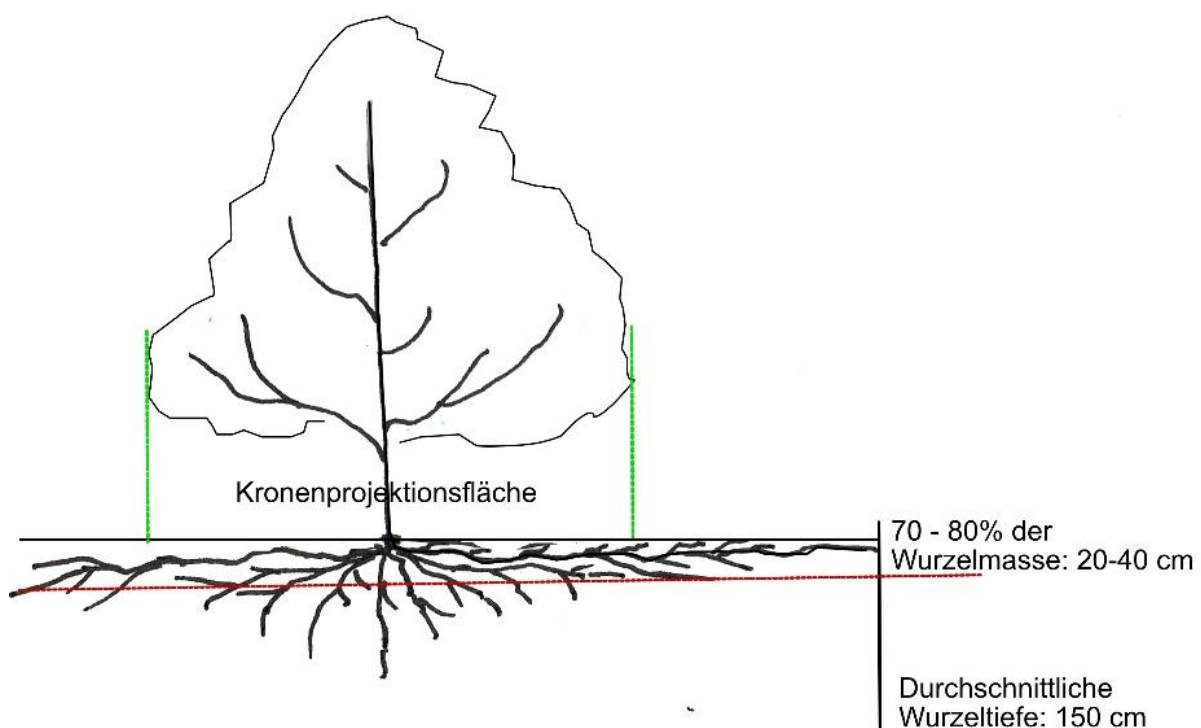 Kronenprojektionsfläche
70 - 80% der
Wurzelmasse: 20-40 cm
Durchschnittliche
Wurzeltiefe: 150 cm